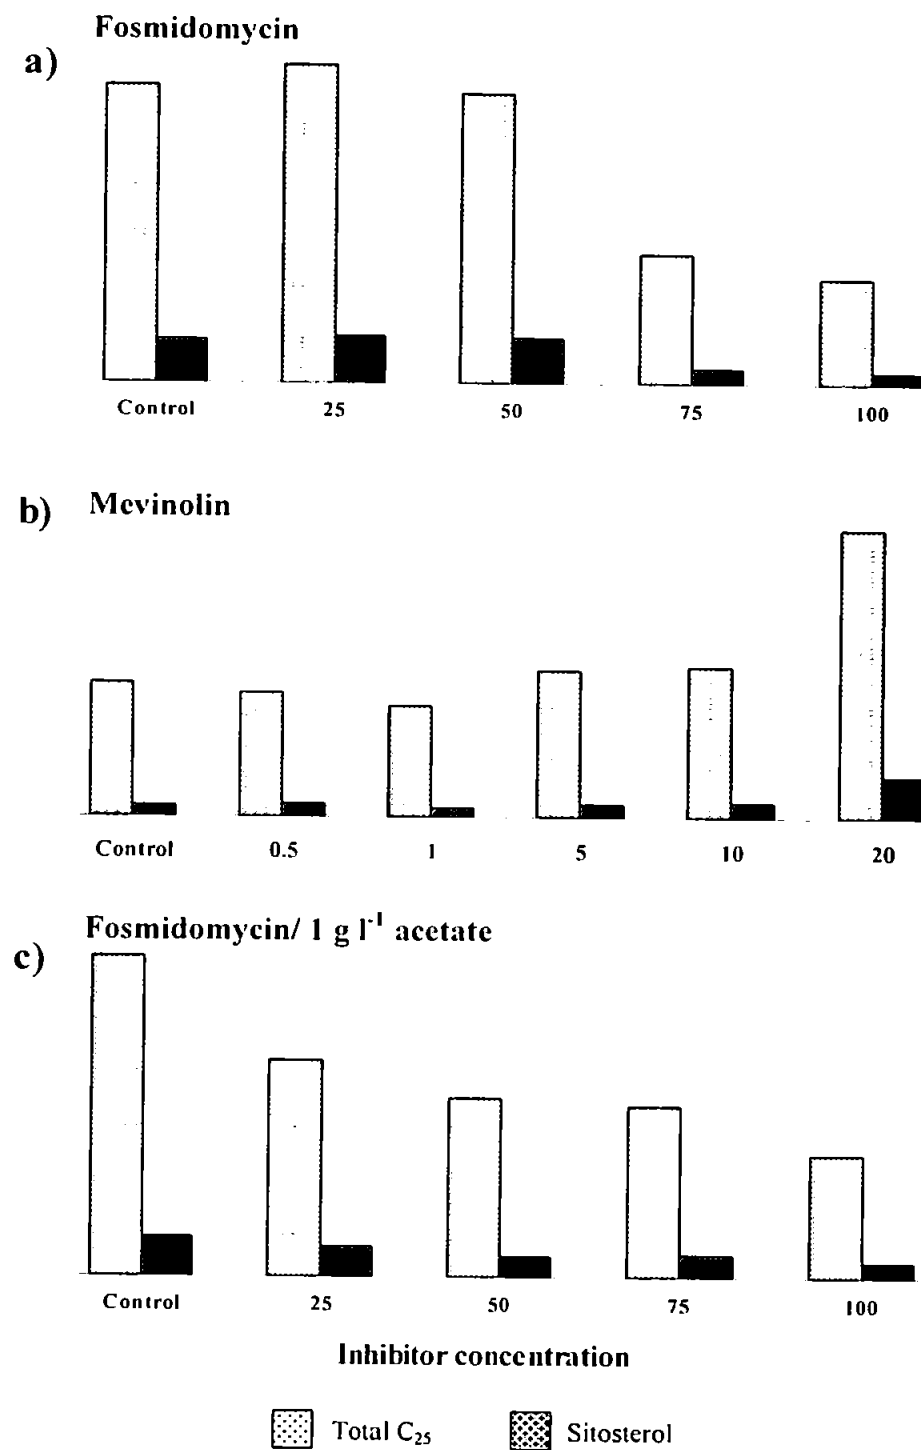 Fosmidomycin
a)
Control 25 50 75 100
b) Mevinolin
Control 0.5 1 5 10 20
Fosmidomycin/ 1 g l⁻¹ acetate
c)
Control 25 50 75 100
Inhibitor concentration
Total C₂₅ Sitosterol